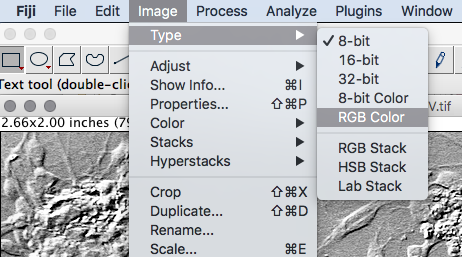 Fiji File Edit Image Process Analyze Plugins Window
Type
8-bit
16-bit
32-bit
8-bit Color
RGB Color
RGB Stack
HSB Stack
Lab Stack
Adjust
Show Info... ⌘I
Properties... ⇧⌘P
Color
Stacks
Hyperstacks
Crop ⇧⌘X
Duplicate... ⇧⌘D
Rename...
Scale... ⌘E
Text tool (double-clic
V.tif
2.66x2.00 inches (79